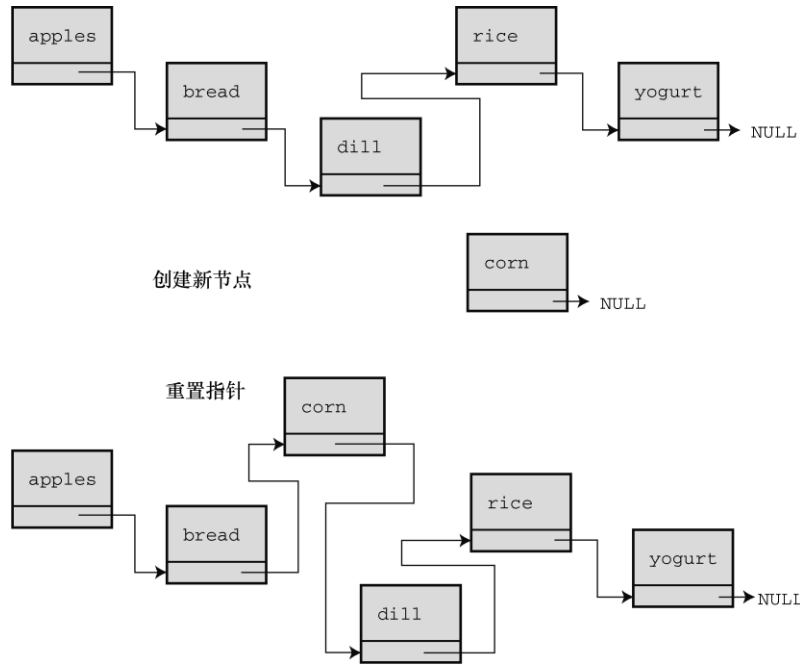 apples
bread
dill
rice
yogurt
NULL
创建新节点
corn
NULL
重置指针
corn
apples
bread
dill
rice
yogurt
NULL